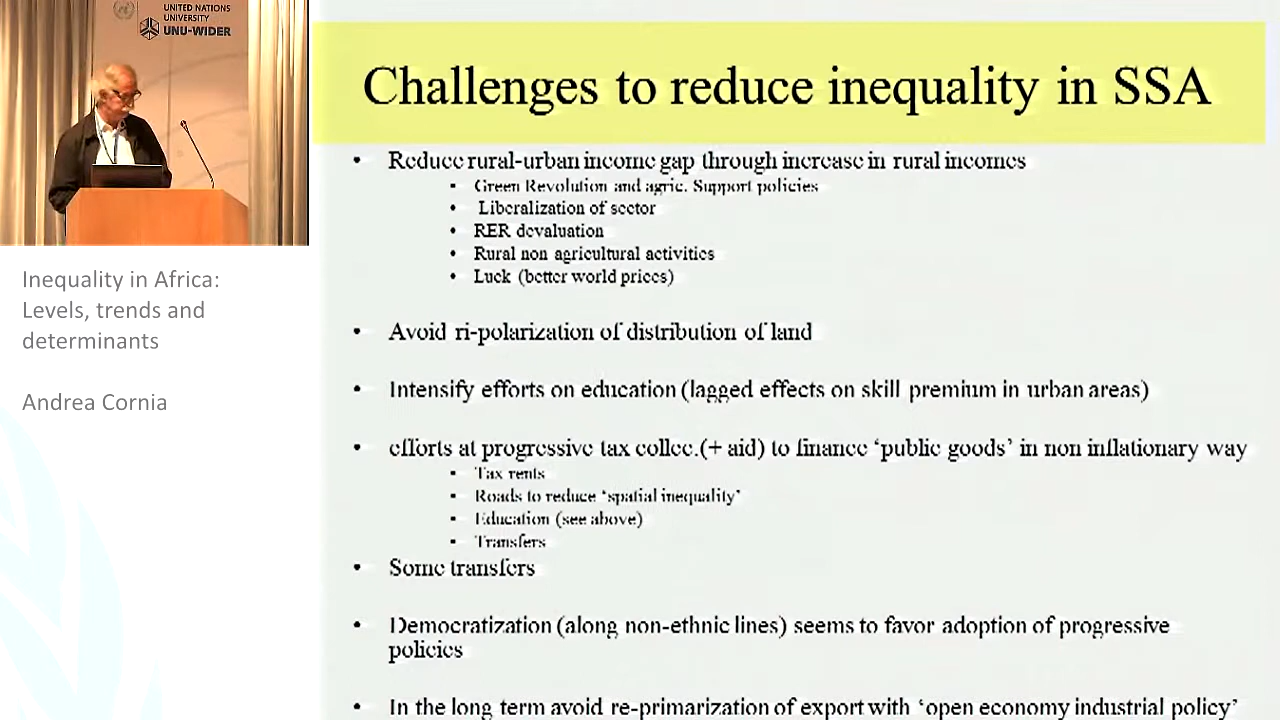 UNITED NATIONS
UNIVERSITY
UNU-WIDER
Challenges to reduce inequality in SSA
• Reduce rural-urban income gap through increase in rural incomes
• Green Revolution and agric. Support policies
• Liberalization of sector
• RER devaluation
• Rural non agricultural activities
• Luck (better world prices)
• Avoid ri-polarization of distribution of land
• Intensify efforts on education (lagged effects on skill premium in urban areas)
• efforts at progressive tax collec.(+ aid) to finance ‘public goods’ in non inflationary way
• Tax rents
• Roads to reduce ‘spatial inequality’
• Education (see above)
• Transfers
• Some transfers
• Democratization (along non-ethnic lines) seems to favor adoption of progressive
policies
• In the long term avoid re-primarization of export with ‘open economy industrial policy’
Inequality in Africa:
Levels, trends and
determinants
Andrea Cornia